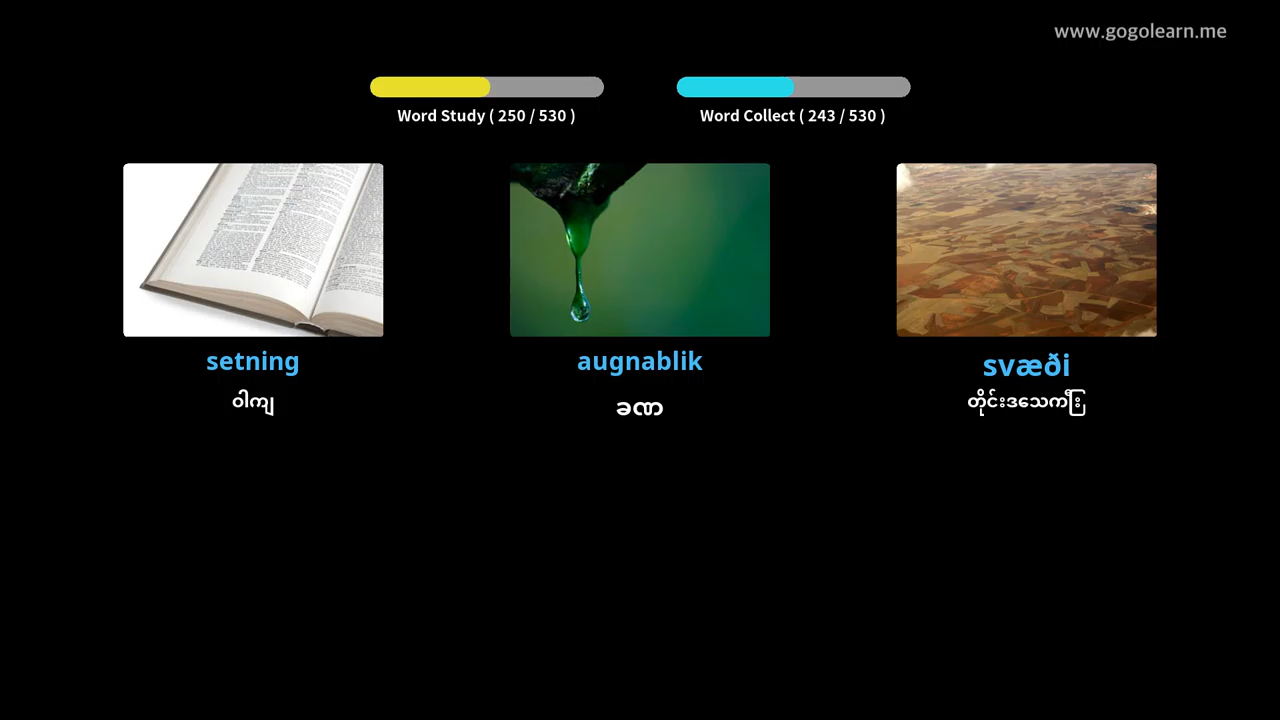 www.gogolearn.me
Word Study ( 250 / 530 )
Word Collect ( 243 / 530 )
setning
augnablik
svæði
ဝါကျ
ခဏ
တိုင်းဒသေကြီး